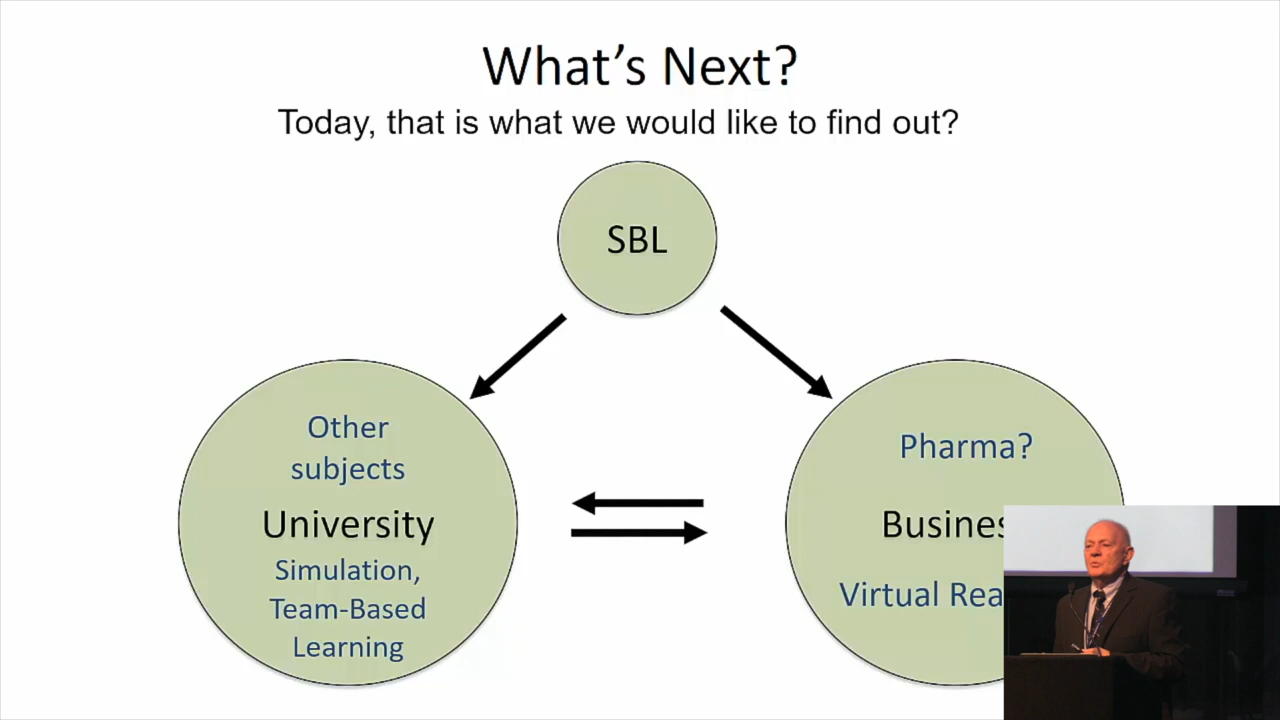 What's Next?
Today, that is what we would like to find out?
SBL
Other
subjects
University
Simulation,
Team-Based
Learning
Pharma?
Virtual